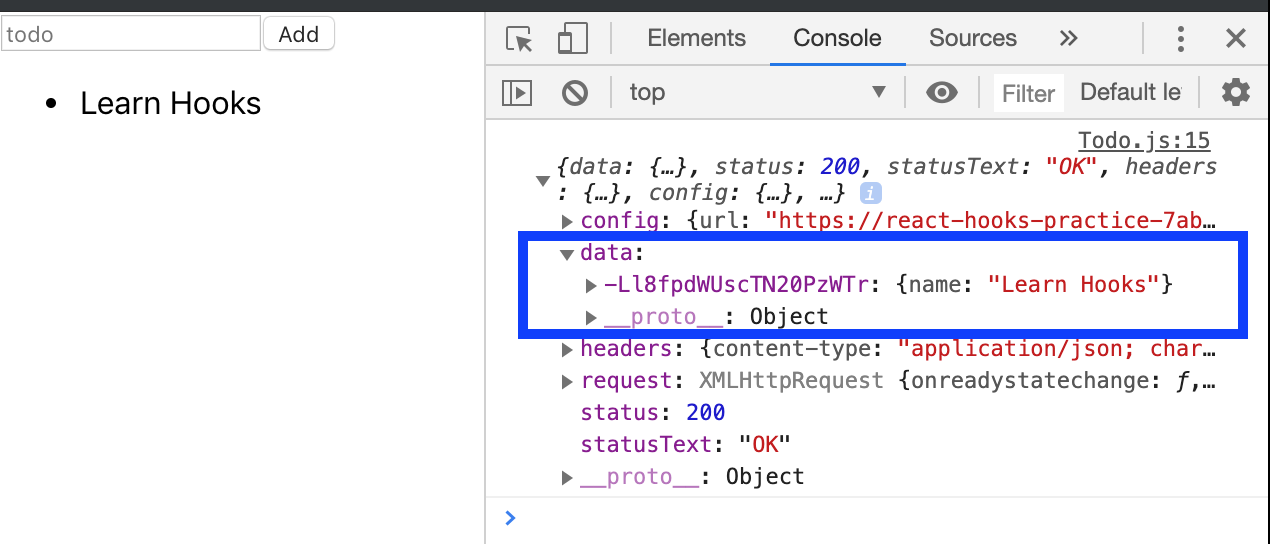 todo Add
Learn Hooks
Elements Console Sources
top Filter Default le
Todo.js:15
{data: {…}, status: 200, statusText: "OK", headers
: {…}, config: {…}, …} i
config: {url: "https://react-hooks-practice-7ab…
data:
-Ll8fpdWUscTN20PzWTr: {name: "Learn Hooks"}
__proto__: Object
headers: {content-type: "application/json; char…
request: XMLHttpRequest {onreadystatechange: ƒ,…
status: 200
statusText: "OK"
__proto__: Object